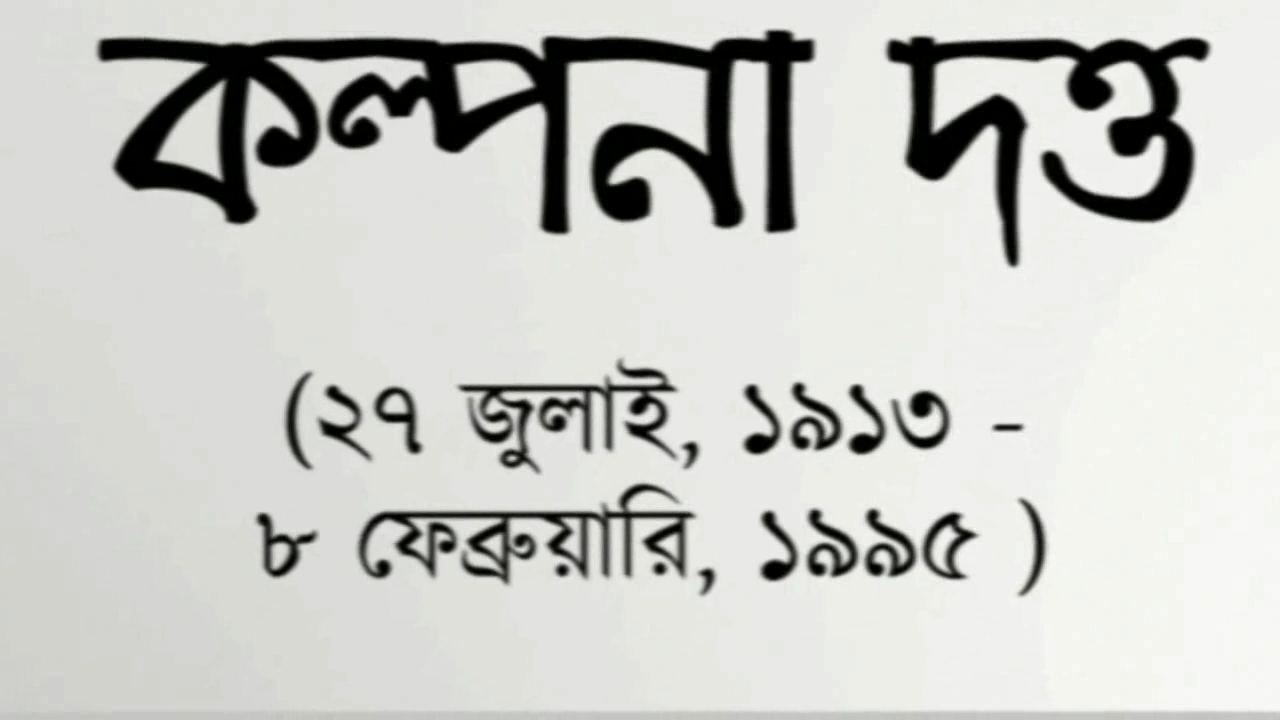 কল্পনা দত্ত
(২৭ জুলাই, ১৯১৩ -
৮ ফেব্রুয়ারি, ১৯৯৫ )